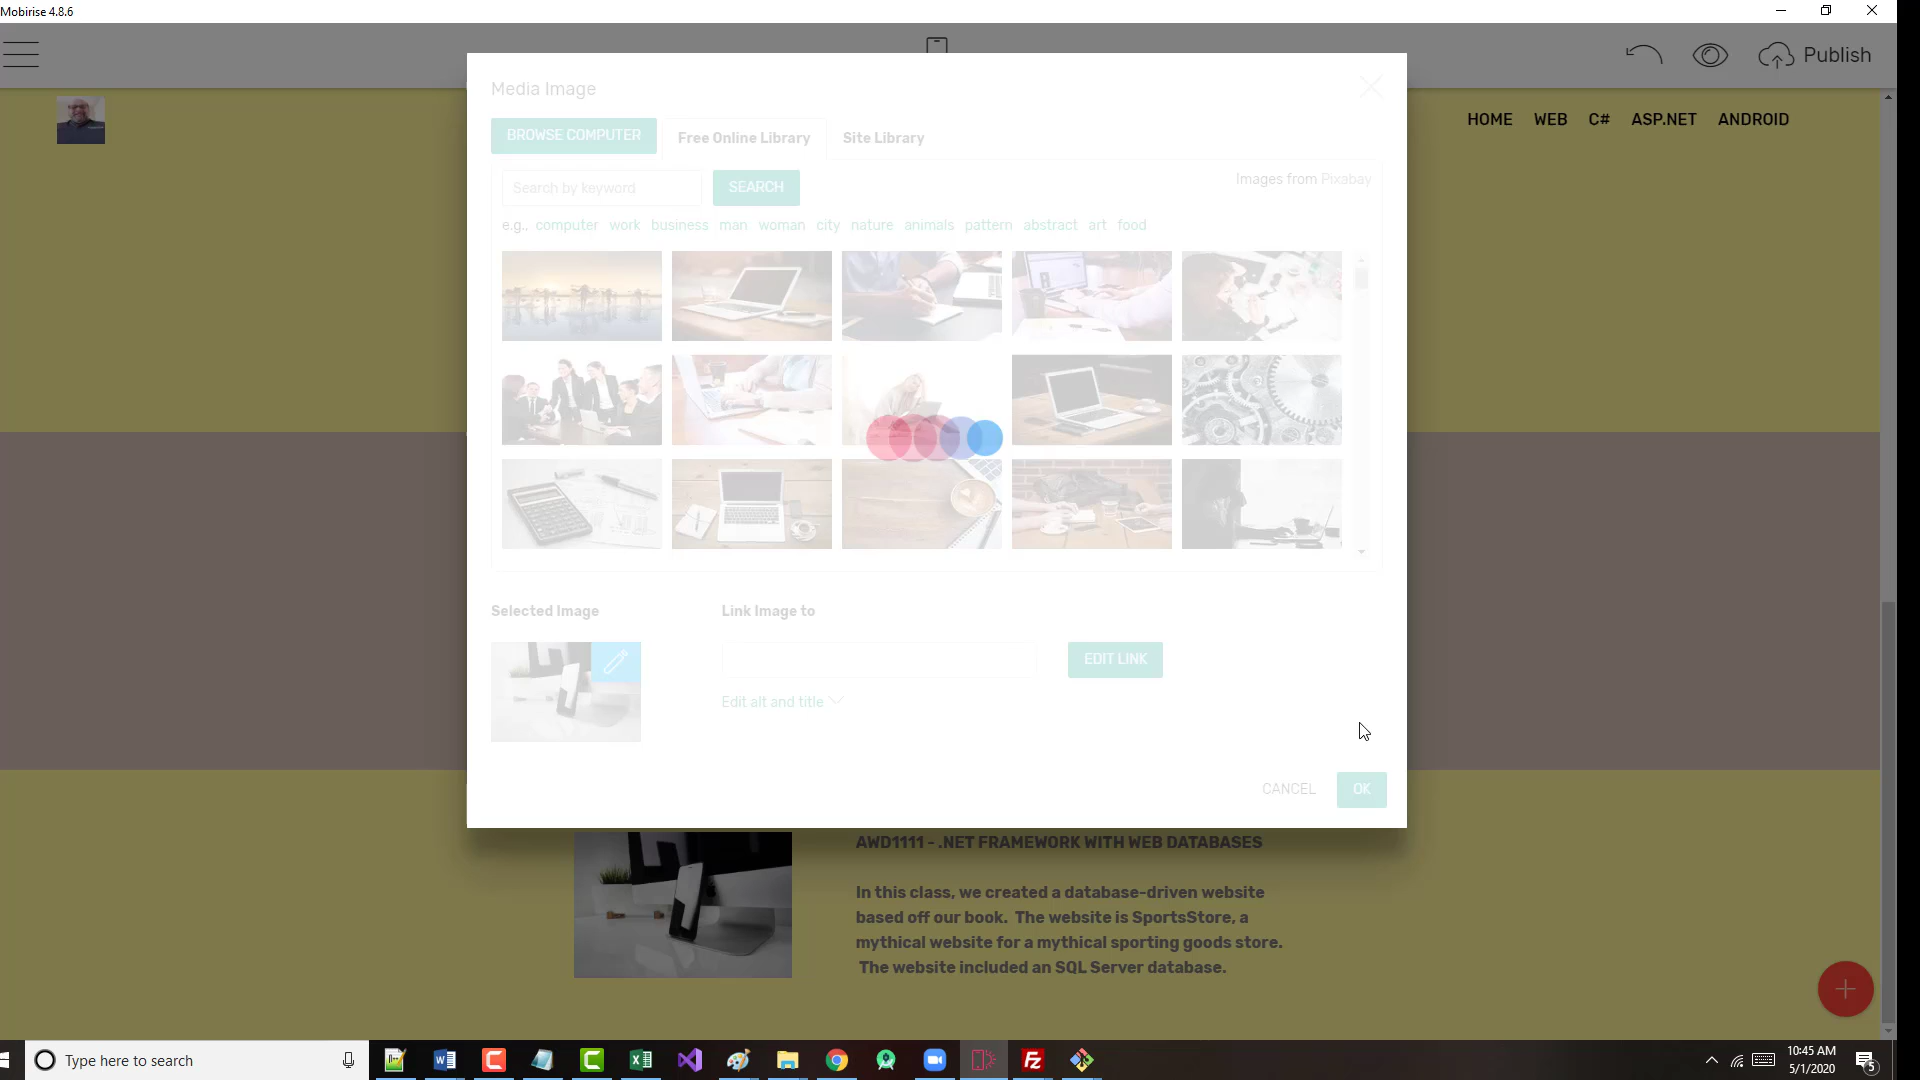 Mobirise 4.8.6
Publish
HOME WEB C# ASP.NET ANDROID
Media Image
BROWSE COMPUTER Free Online Library Site Library
Search by keyword SEARCH Images from Pixabay
e.g., computer work business man woman city nature animals pattern abstract art food
Selected Image Link Image to
EDIT LINK
Edit alt and title
CANCEL OK
AWD1111 - .NET FRAMEWORK WITH WEB DATABASES
In this class, we created a database-driven website
based off our book. The website is SportsStore, a
mythical website for a mythical sporting goods store.
The website included an SQL Server database.
Type here to search
10:45 AM
5/1/2020
5